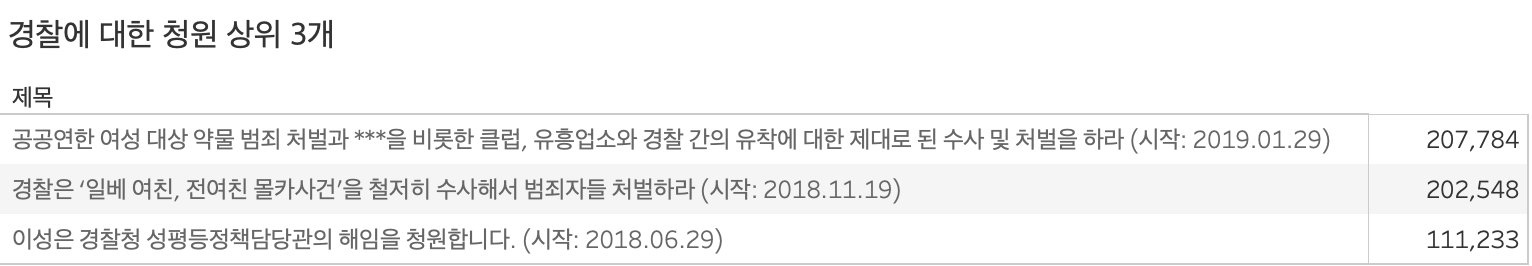 경찰에 대한 청원 상위 3개
제목
공공연한 여성 대상 약물 범죄 처벌과 ***을 비롯한 클럽, 유흥업소와 경찰 간의 유착에 대한 제대로 된 수사 및 처벌을 하라 (시작: 2019.01.29) 207,784
경찰은 ‘일베 여친, 전여친 몰카사건’을 철저히 수사해서 범죄자들 처벌하라 (시작: 2018.11.19) 202,548
이성은 경찰청 성평등정책담당관의 해임을 청원합니다. (시작: 2018.06.29) 111,233